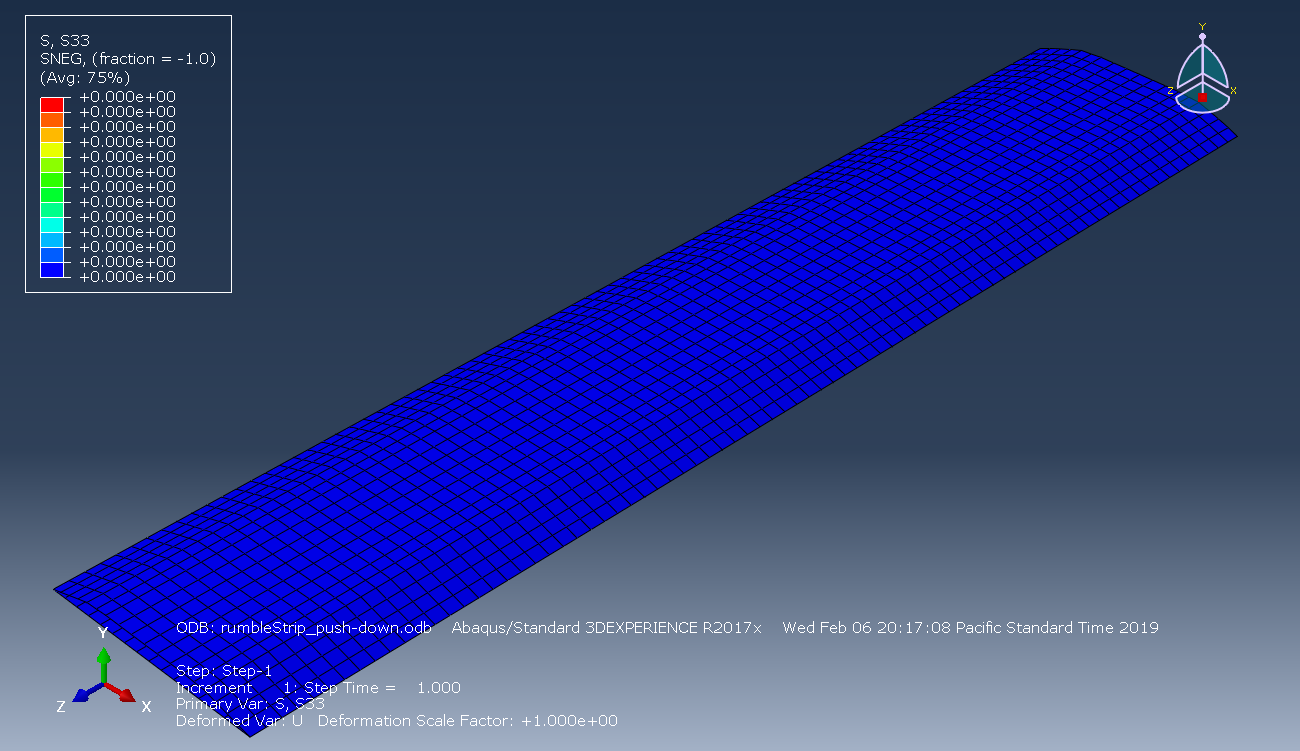 S, S33
SNEG, (fraction = -1.0)
(Avg: 75%)
+0.000e+00
+0.000e+00
+0.000e+00
+0.000e+00
+0.000e+00
+0.000e+00
+0.000e+00
+0.000e+00
+0.000e+00
+0.000e+00
+0.000e+00
+0.000e+00
+0.000e+00
Y
Z
X
ODB: rumbleStrip_push-down.odb    Abaqus/Standard 3DEXPERIENCE R2017x    Wed Feb 06 20:17:08 Pacific Standard Time 2019
Y
Z
X
Step: Step-1
Increment      1: Step Time =    1.000
Primary Var: S, S33
Deformed Var: U   Deformation Scale Factor: +1.000e+00